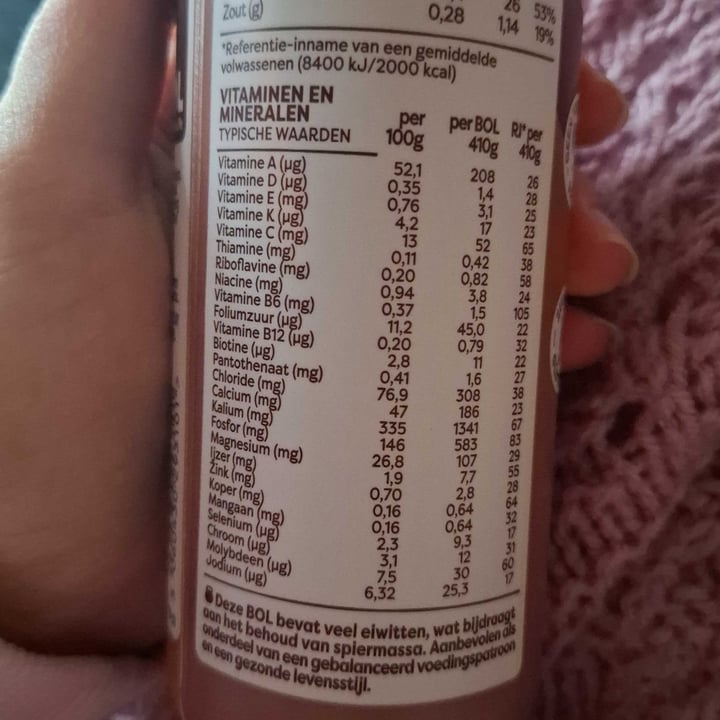 26 53%
Zout (g) 0,28 1,14 19%
*Referentie-inname van een gemiddelde
volwassenen (8400 kJ/2000 kcal)
VITAMINEN EN
MINERALEN
TYPISCHE WAARDEN per 100g per BOL 410g RI* per 410g
Vitamine A (µg) 52,1 208 26
Vitamine D (µg) 0,35 1,4 28
Vitamine E (mg) 0,76 3,1 25
Vitamine K (µg) 4,2 17 23
Vitamine C (mg) 13 52 65
Thiamine (mg) 0,11 0,42 38
Riboflavine (mg) 0,20 0,82 58
Niacine (mg) 0,94 3,8 24
Vitamine B6 (mg) 0,37 1,5 105
Foliumzuur (µg) 11,2 45,0 22
Vitamine B12 (µg) 0,20 0,79 32
Biotine (µg) 2,8 11 22
Pantothenaat (mg) 0,41 1,6 27
Chloride (mg) 76,9 308 38
Calcium (mg) 47 186 23
Kalium (mg) 335 1341 67
Fosfor (mg) 146 583 83
Magnesium (mg) 26,8 107 29
Ijzer (mg) 1,9 7,7 55
Zink (mg) 0,70 2,8 28
Koper (mg) 0,16 0,64 64
Mangaan (mg) 0,16 0,64 32
Selenium (µg) 2,3 9,3 17
Chroom (µg) 3,1 12 31
Molybdeen (µg) 7,5 30 60
Jodium (µg) 6,32 25,3 17
Deze BOL bevat veel eiwitten, wat bijdraagt
aan het behoud van spiermassa. Aanbevolen als
onderdeel van een gebalanceerd voedingspatroon
en een gezonde levensstijl.